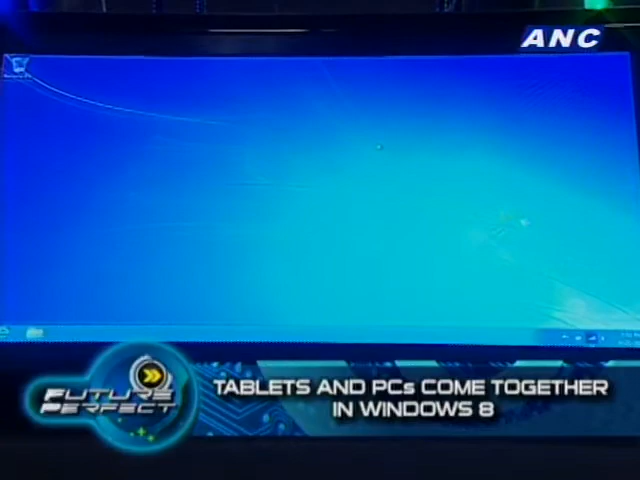 ANC
FUTURE
PERFECT
TABLETS AND PCs COME TOGETHER
IN WINDOWS 8